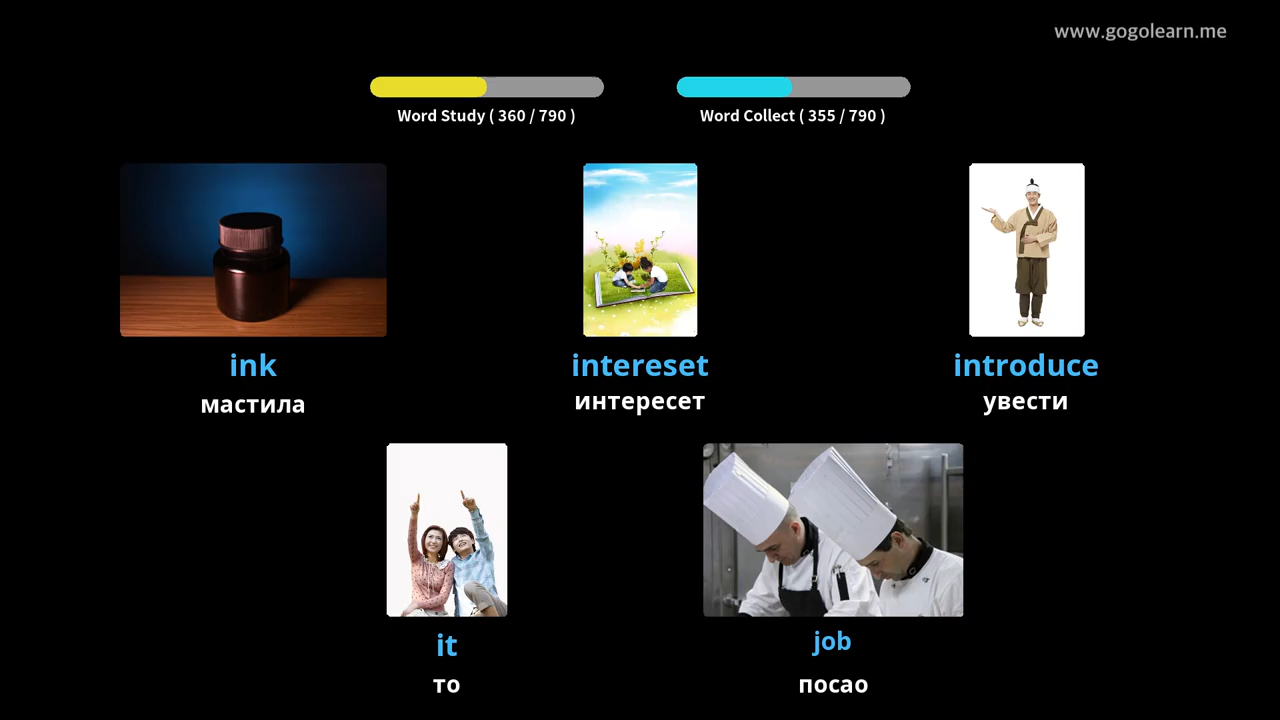 www.gogolearn.me
Word Study ( 360 / 790 )
Word Collect ( 355 / 790 )
ink
мастила
intereset
интересет
introduce
увести
it
то
job
посао